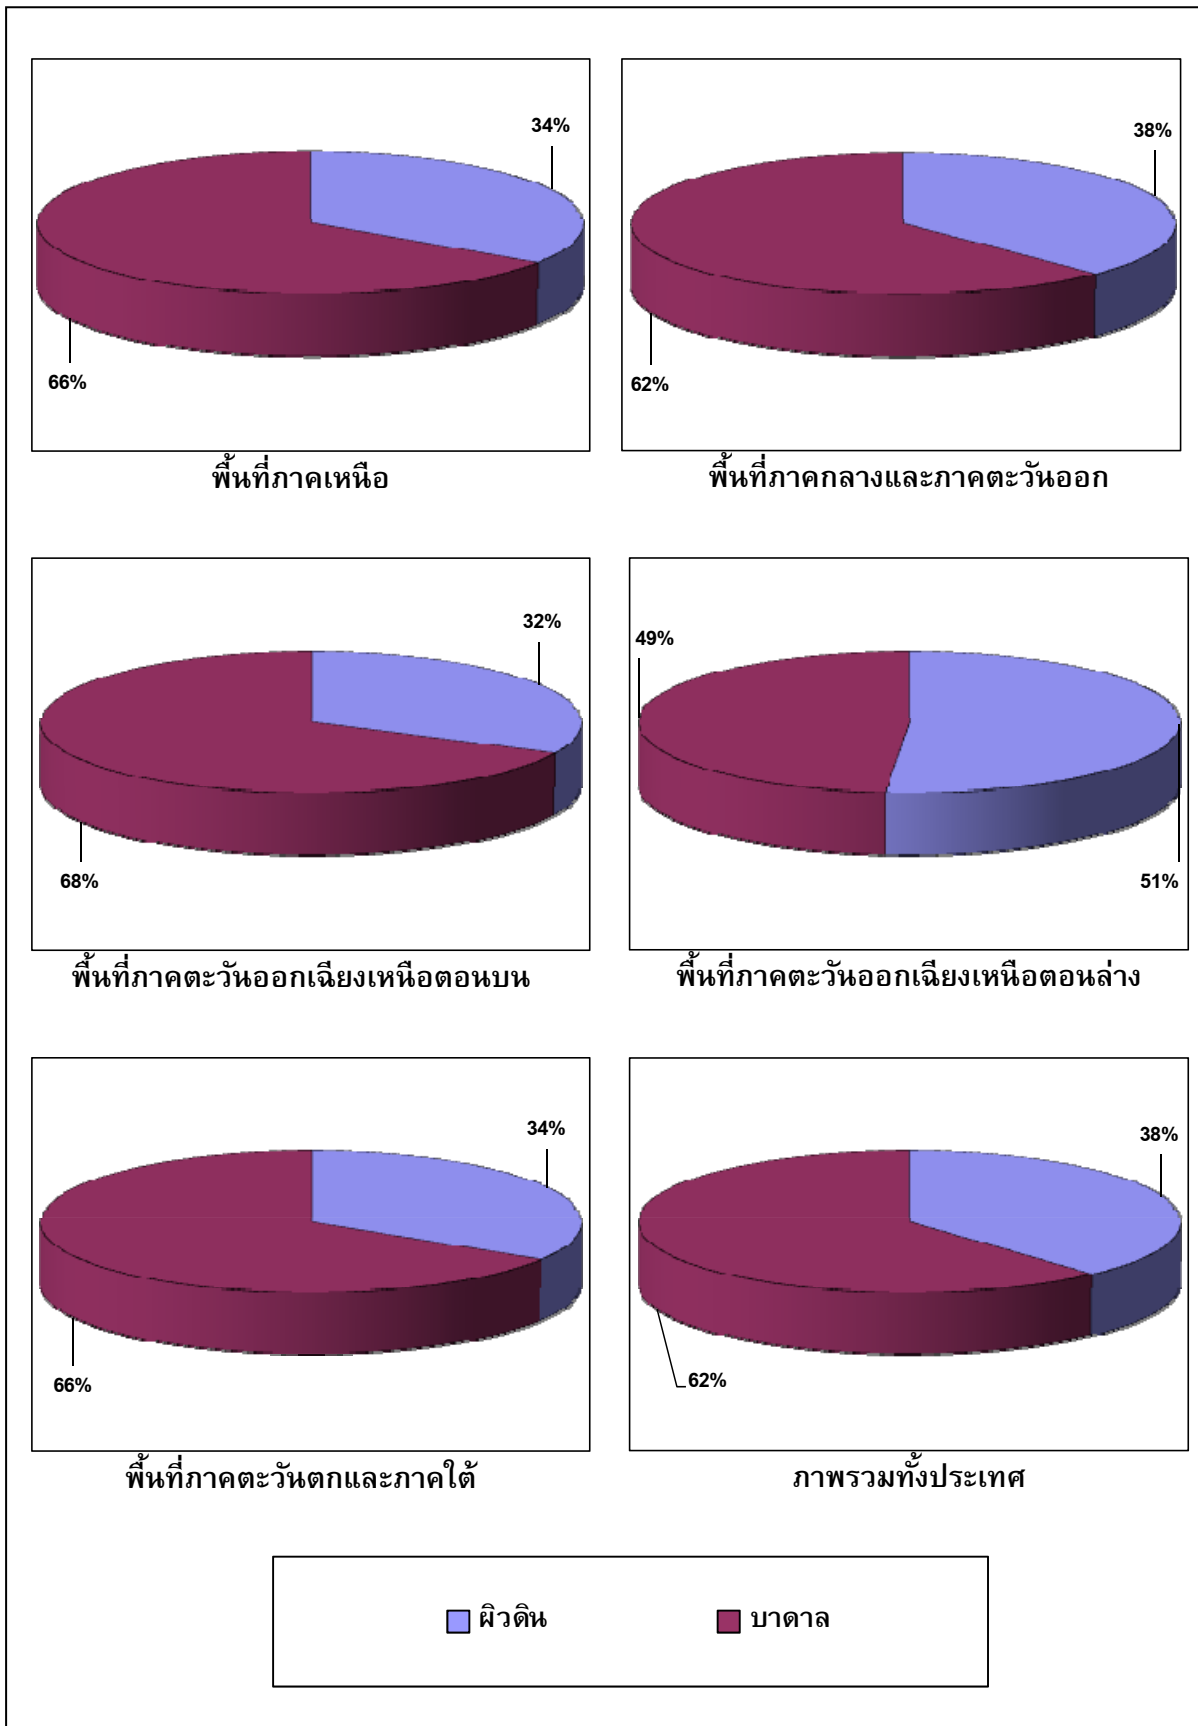 34%
66%
พื้นที่ภาคเหนือ
38%
62%
พื้นที่ภาคกลางและภาคตะวันออก
32%
68%
พื้นที่ภาคตะวันออกเฉียงเหนือตอนบน
49%
51%
พื้นที่ภาคตะวันออกเฉียงเหนือตอนล่าง
34%
66%
พื้นที่ภาคตะวันตกและภาคใต้
38%
62%
ภาพรวมทั้งประเทศ
ผิวดิน
บาดาล